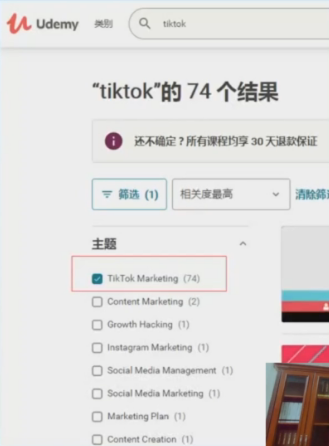 Udemy 类别 tiktok
“tiktok”的 74 个结果
还不确定？所有课程均享 30 天退款保证
筛选 (1) 相关度最高
主题
TikTok Marketing (74)
Content Marketing (2)
Growth Hacking (1)
Instagram Marketing (1)
Social Media Management (1)
Social Media Marketing (1)
Marketing Plan (1)
Content Creation (1)